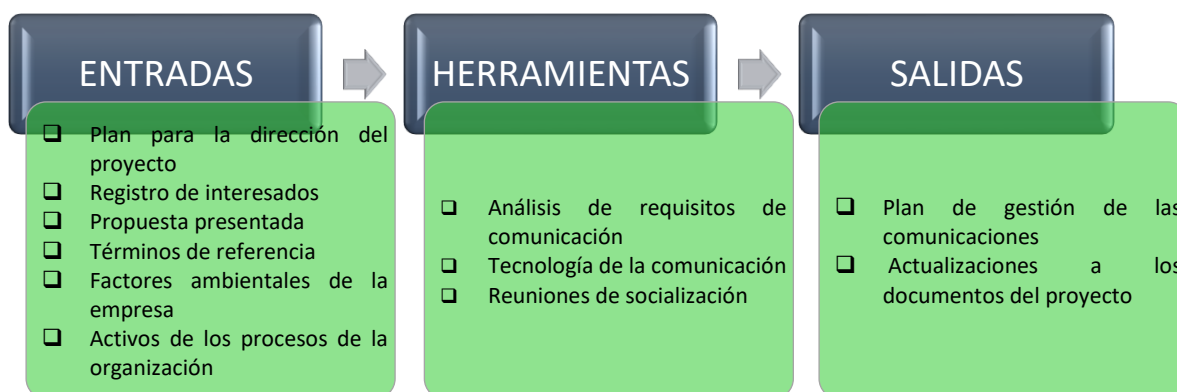 ENTRADAS
❑ Plan para la dirección del
proyecto
❑ Registro de interesados
❑ Propuesta presentada
❑ Términos de referencia
❑ Factores ambientales de la
empresa
❑ Activos de los procesos de la
organización
HERRAMIENTAS
❑ Análisis de requisitos de
comunicación
❑ Tecnología de la comunicación
❑ Reuniones de socialización
SALIDAS
❑ Plan de gestión de las
comunicaciones
❑ Actualizaciones a los
documentos del proyecto